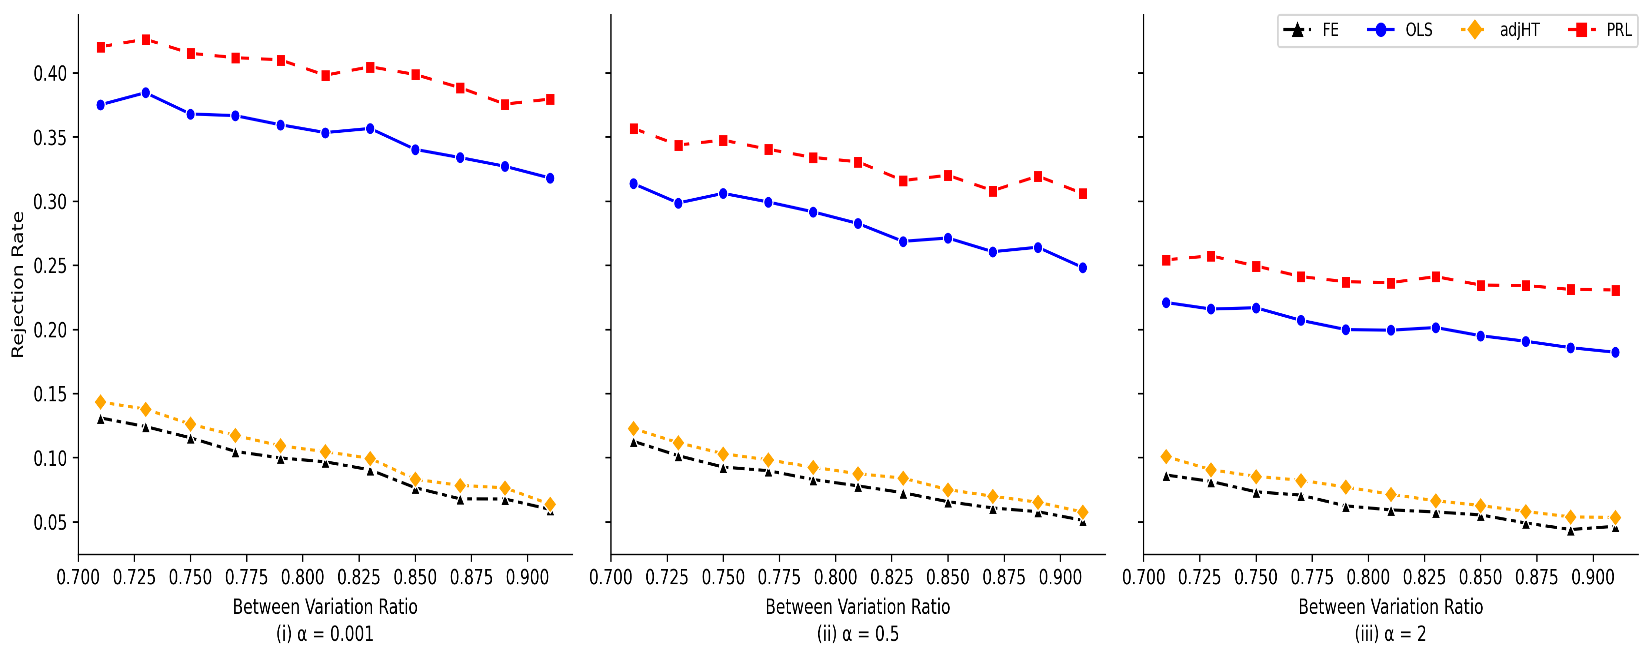 FE OLS adjHT PRL
0.40
0.35
0.30
0.25
0.20
0.15
0.10
0.05
Rejection Rate
0.700 0.725 0.750 0.775 0.800 0.825 0.850 0.875 0.900
Between Variation Ratio
(i) α = 0.001
0.700 0.725 0.750 0.775 0.800 0.825 0.850 0.875 0.900
Between Variation Ratio
(ii) α = 0.5
0.700 0.725 0.750 0.775 0.800 0.825 0.850 0.875 0.900
Between Variation Ratio
(iii) α = 2